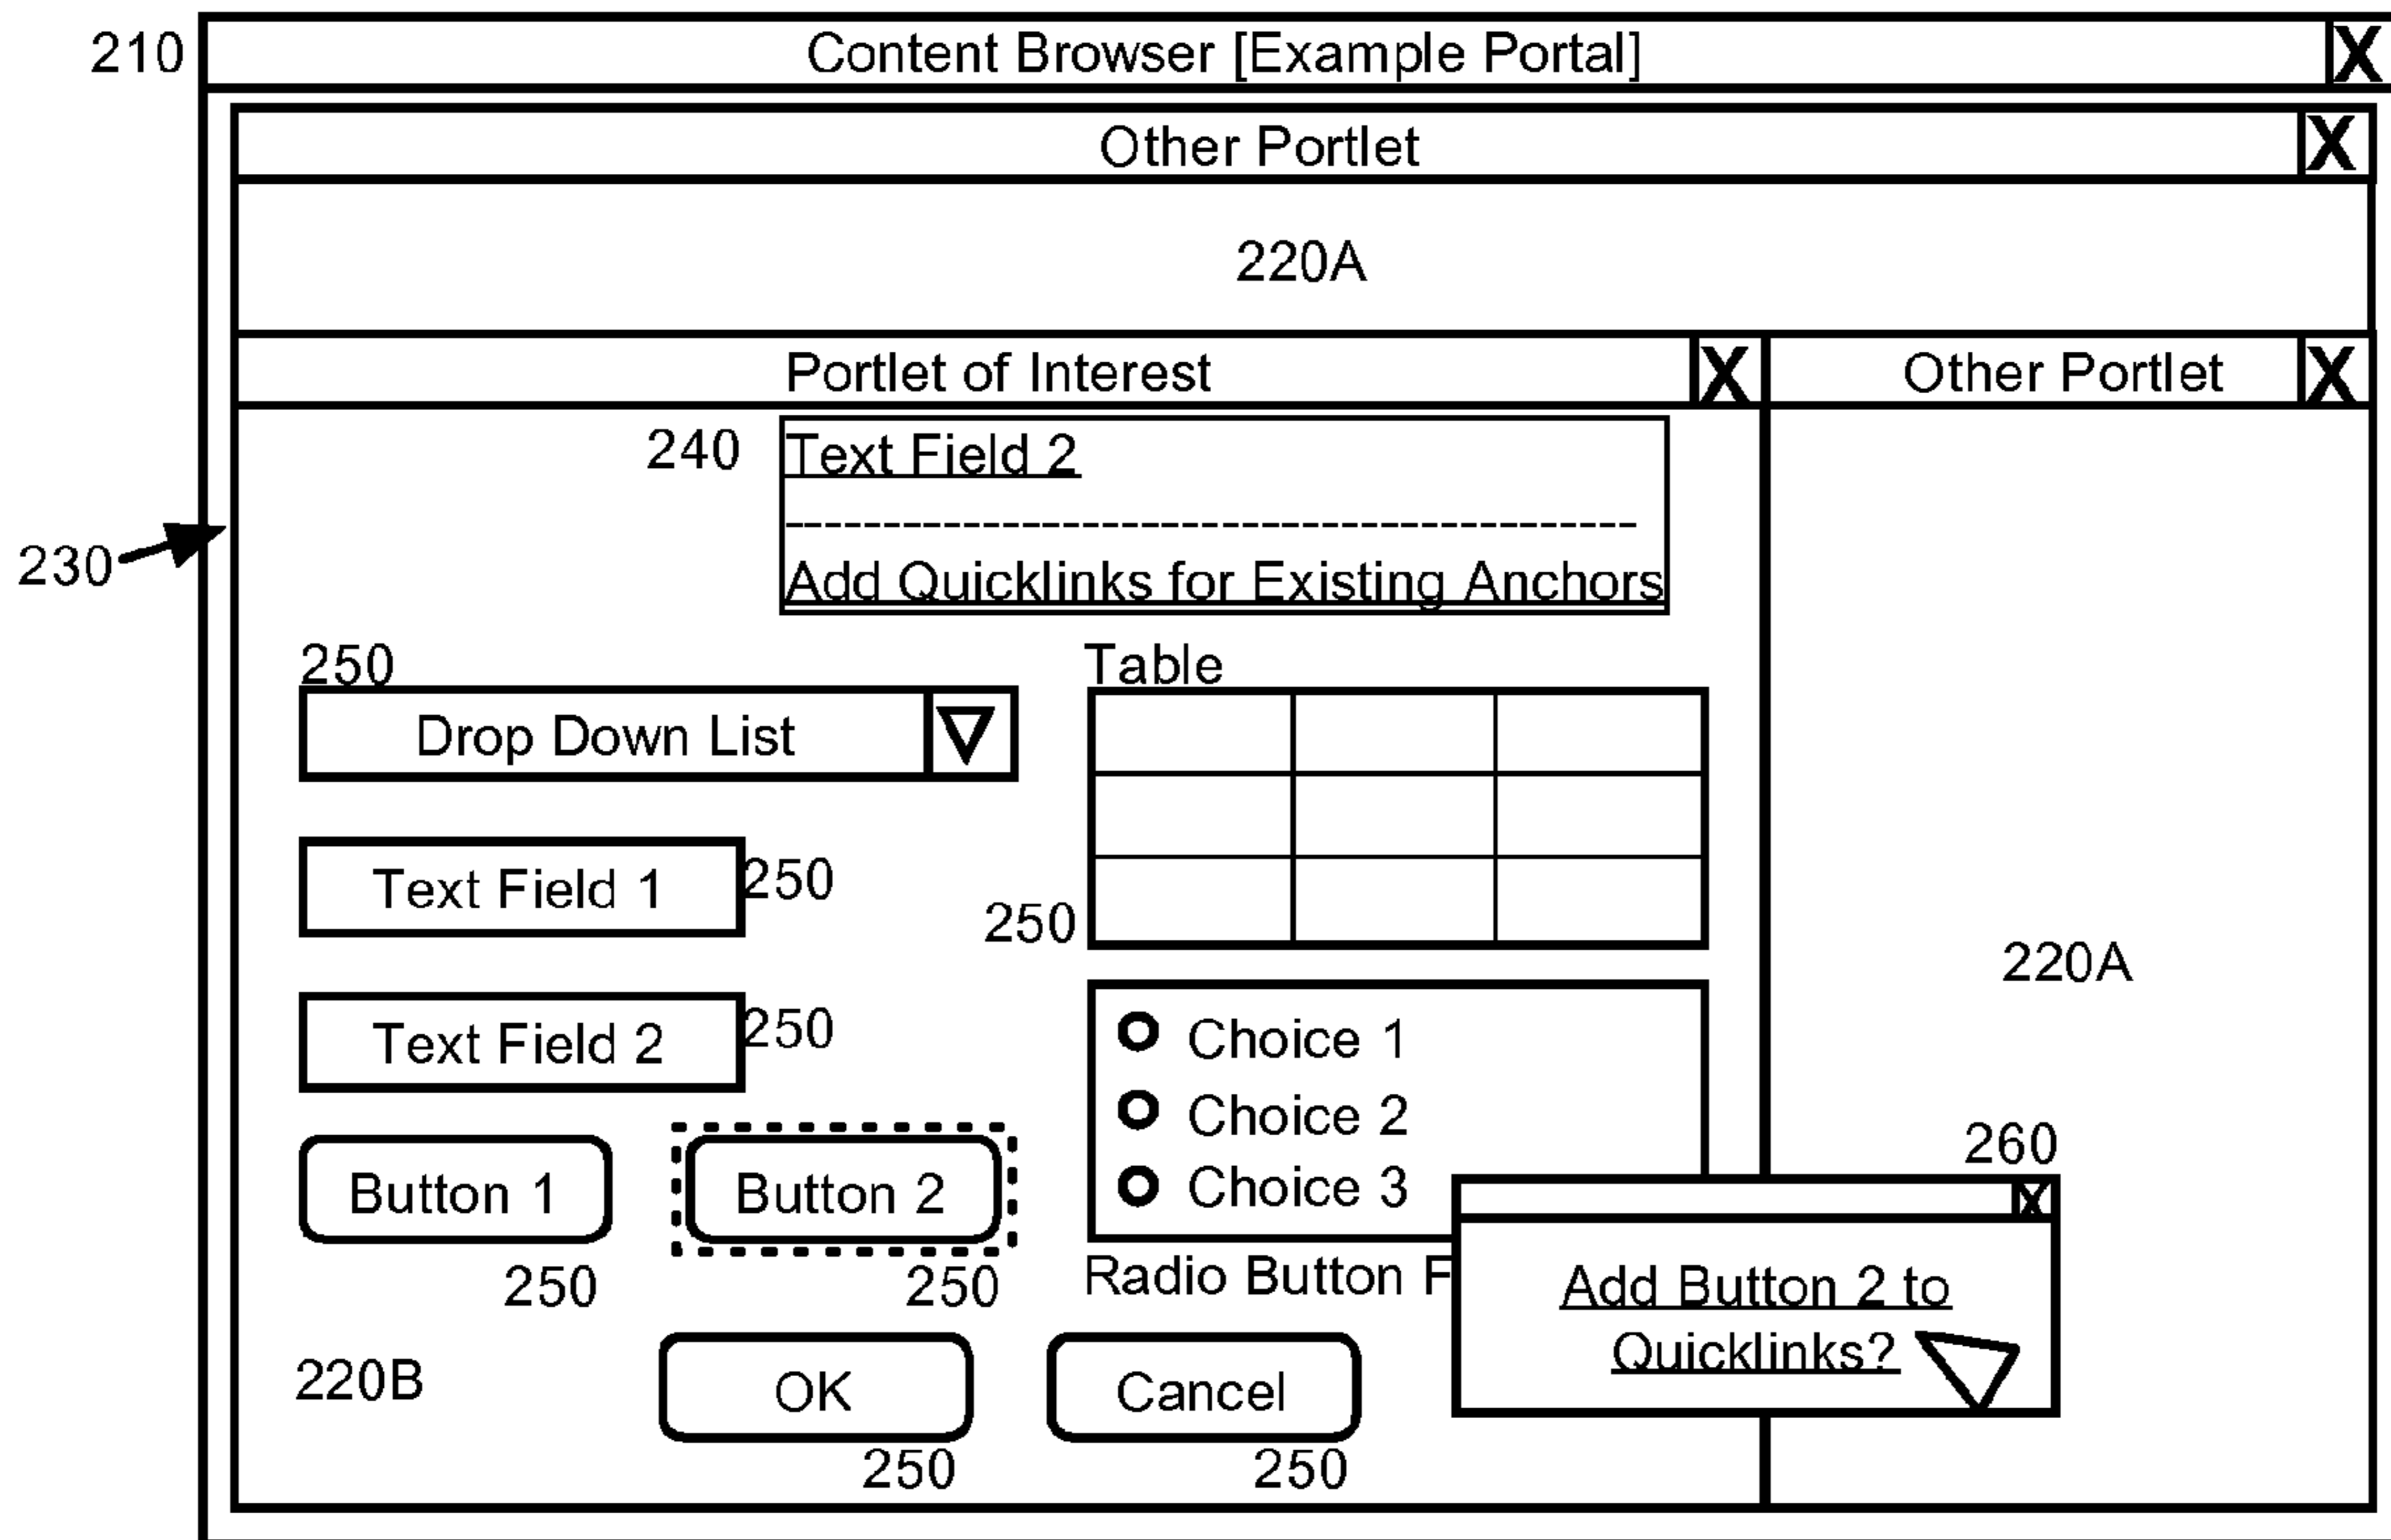 210
Content Browser [Example Portal]
X
Other Portlet
X
220A
Portlet of Interest
X
Other Portlet
X
240
Text Field 2
--------------------------------------------
Add Quicklinks for Existing Anchors
230
250
Drop Down List
Table
Text Field 1
250
250
220A
Text Field 2
250
Choice 1
Choice 2
Choice 3
Button 1
Button 2
250
250
Radio Button F
260
X
Add Button 2 to
Quicklinks?
220B
OK
Cancel
250
250